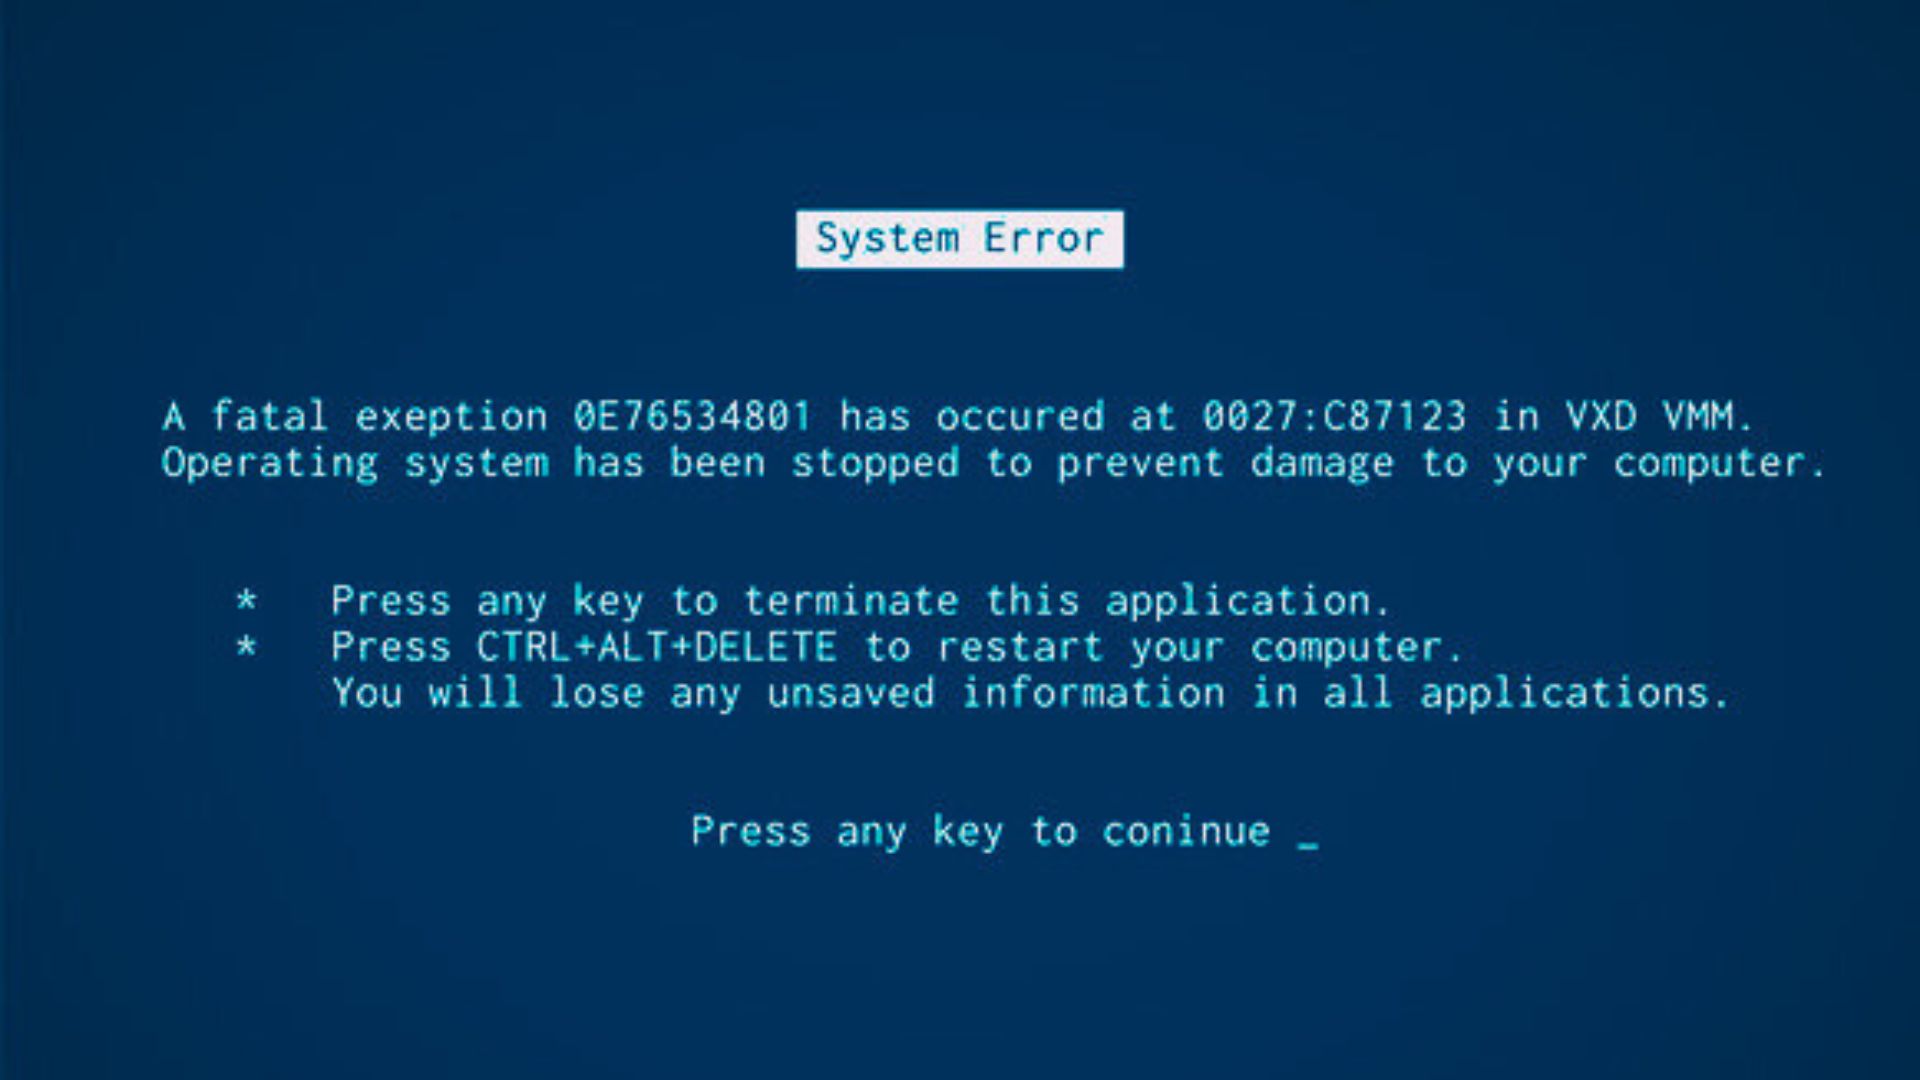 System Error
A fatal exeption 0E76534801 has occured at 0027:C87123 in VXD VMM.
Operating system has been stopped to prevent damage to your computer.
* Press any key to terminate this application.
* Press CTRL+ALT+DELETE to restart your computer.
You will lose any unsaved information in all applications.
Press any key to coninue _